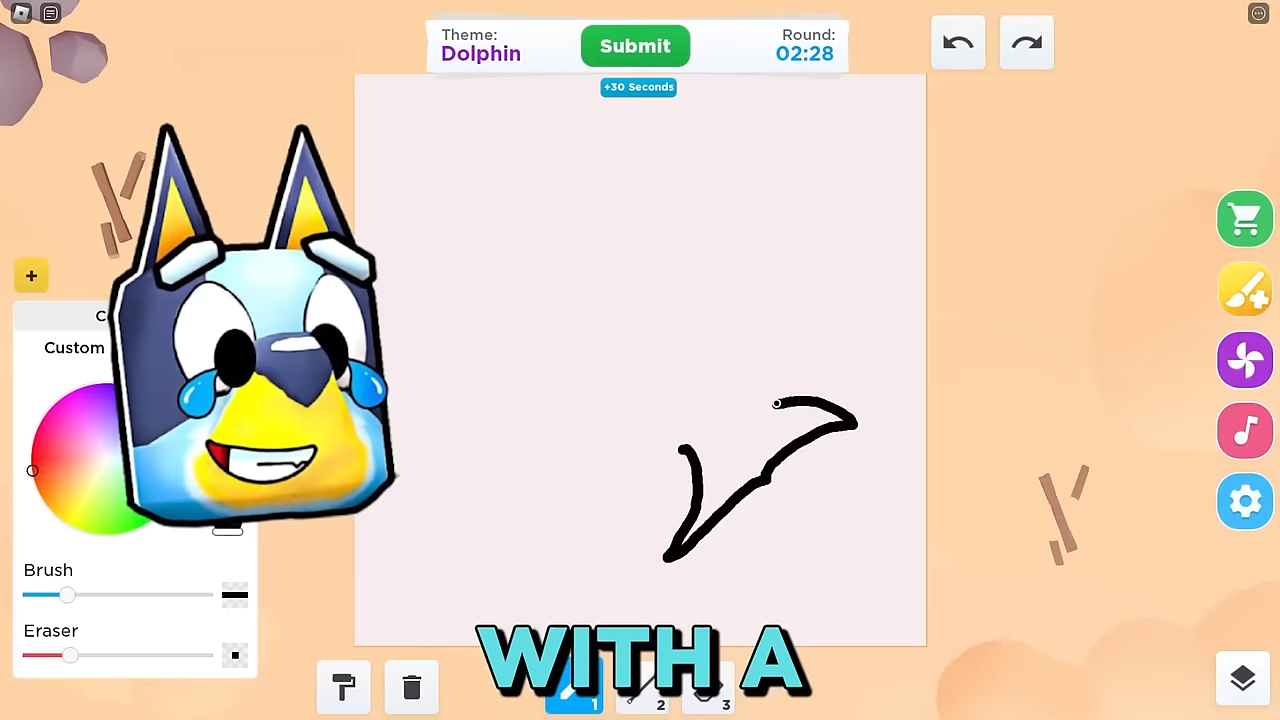 Theme:
Dolphin
Submit
Round:
02:28
+30 Seconds
+
Custom
Brush
Eraser
WITH A
1
2
3